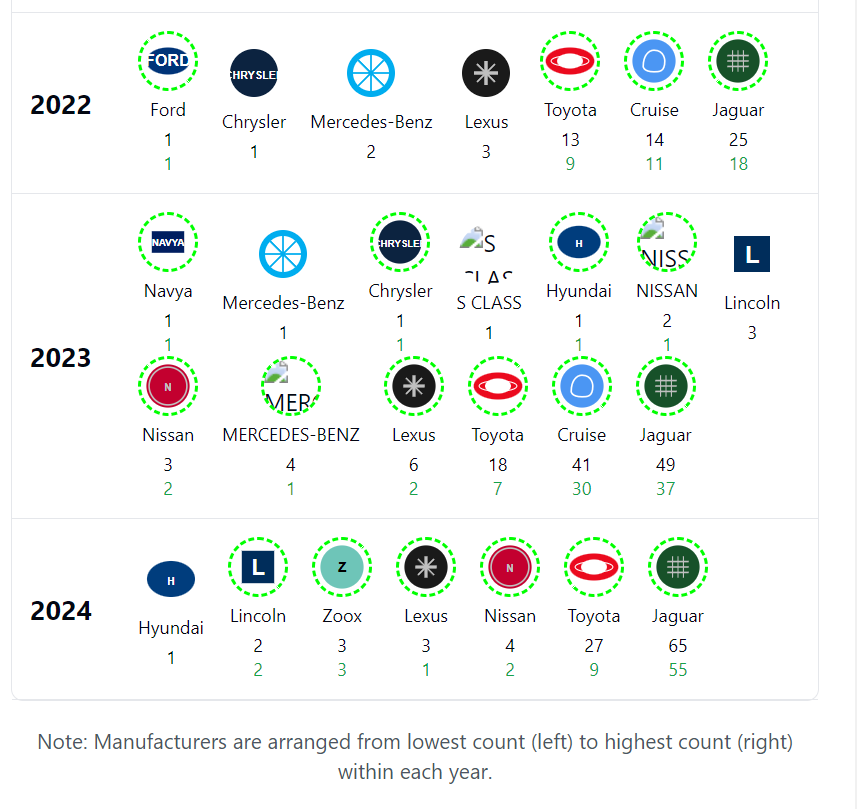 2022
FORD CHRYSLE
Ford Chrysler Mercedes-Benz Lexus Toyota Cruise Jaguar
1 1 2 3 13 14 25
1 9 11 18
2023
NAVYA CHRYSLE S CLASS H NISS L
Navya Mercedes-Benz Chrysler S CLASS Hyundai NISSAN Lincoln
1 1 1 1 1 2 3
1 1 1 1
N MER
Nissan MERCEDES-BENZ Lexus Toyota Cruise Jaguar
3 4 6 18 41 49
2 1 2 7 30 37
2024
H L Z N
Hyundai Lincoln Zoox Lexus Nissan Toyota Jaguar
1 2 3 3 4 27 65
2 3 1 2 9 55
Note: Manufacturers are arranged from lowest count (left) to highest count (right)
within each year.